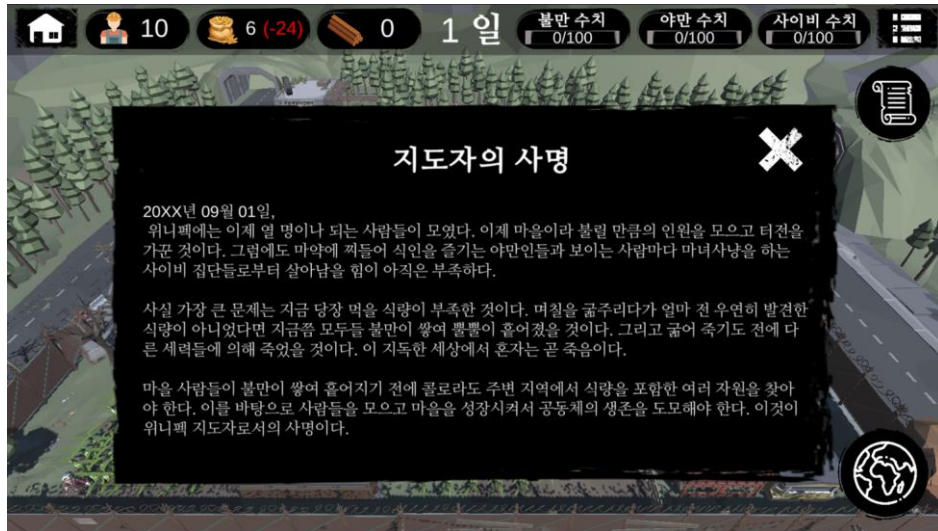 10
6 (-24)
0
1 일
불만 수치
0/100
야만 수치
0/100
사이비 수치
0/100
지도자의 사명
20XX년 09월 01일,
위니펙에는 이제 열 명이나 되는 사람들이 모였다. 이제 마을이라 불릴 만큼의 인원을 모으고 터전을
가꾼 것이다. 그럼에도 마약에 찌들어 식인을 즐기는 야만인들과 보이는 사람마다 마녀사냥을 하는
사이비 집단들로부터 살아남을 힘이 아직은 부족하다.
사실 가장 큰 문제는 지금 당장 먹을 식량이 부족한 것이다. 며칠을 굶주리다가 얼마 전 우연히 발견한
식량이 아니었다면 지금쯤 모두들 불만이 쌓여 뿔뿔이 흩어졌을 것이다. 그리고 굶어 죽기도 전에 다
른 세력들에 의해 죽었을 것이다. 이 지독한 세상에서 혼자는 곧 죽음이다.
마을 사람들이 불만이 쌓여 흩어지기 전에 콜로라도 주변 지역에서 식량을 포함한 여러 자원을 찾아
야 한다. 이를 바탕으로 사람들을 모으고 마을을 성장시켜서 공동체의 생존을 도모해야 한다. 이것이
위니펙 지도자로서의 사명이다.